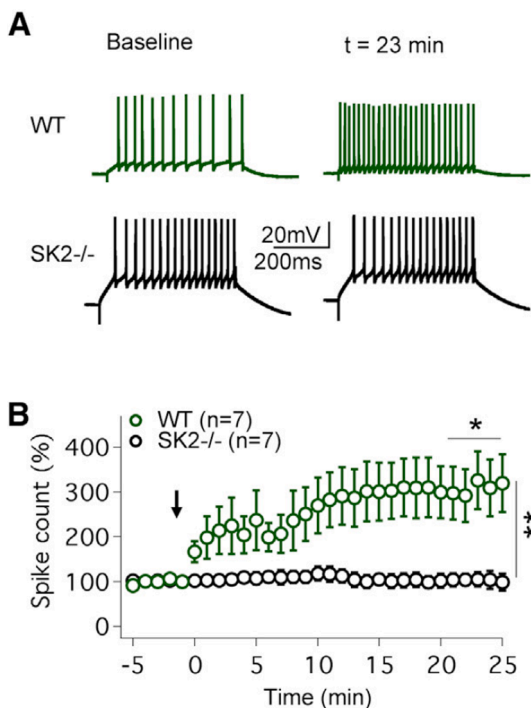 A
Baseline
t = 23 min
WT
SK2-/-
20mV
200ms
B
WT (n=7)
SK2-/- (n=7)
*
**
Spike count (%)
400
300
200
100
0
-5 0 5 10 15 20 25
Time (min)